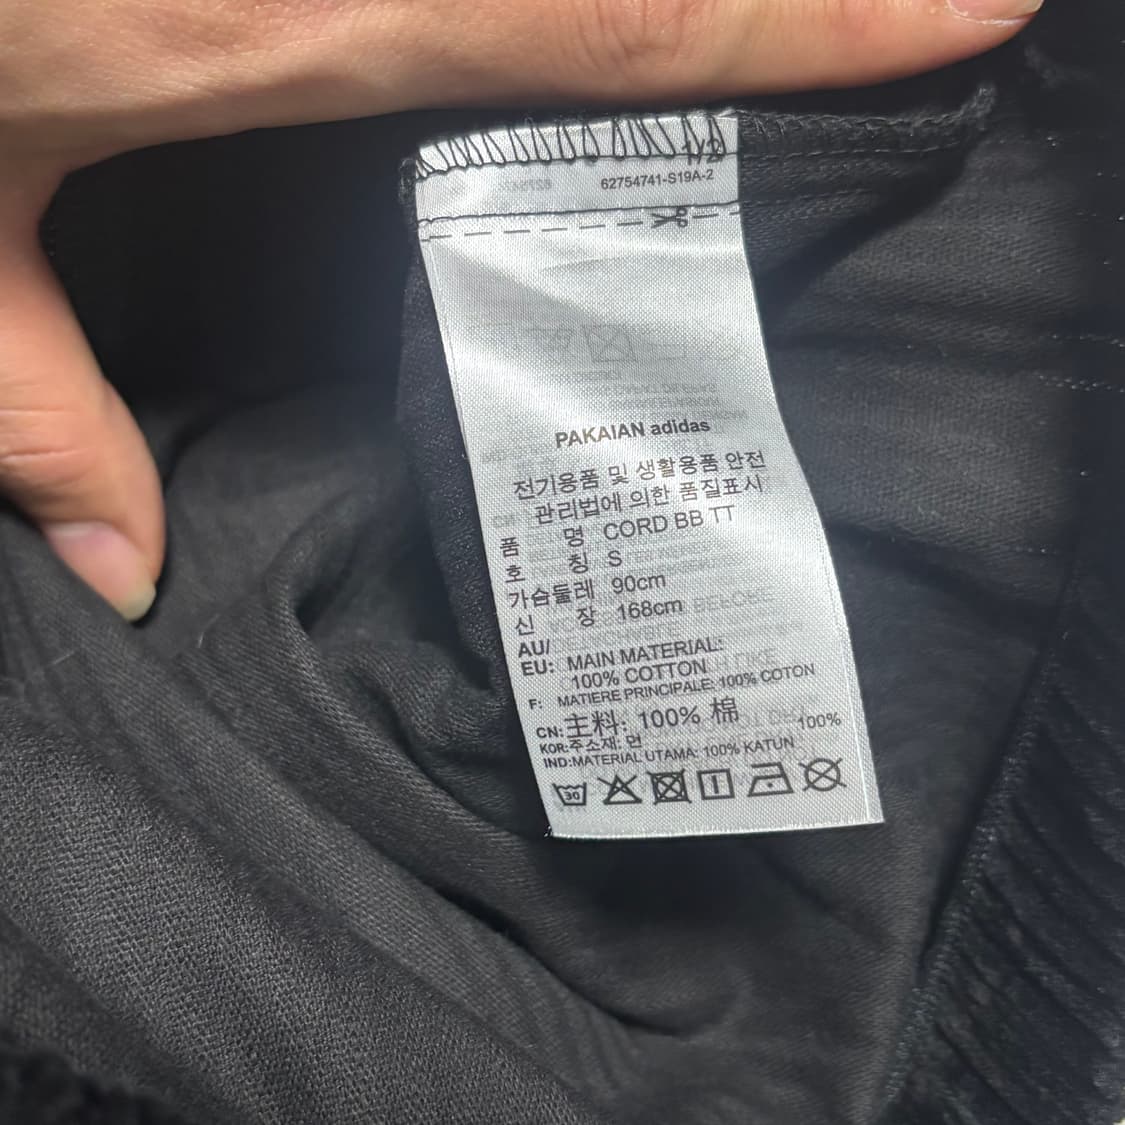 62754741-S19A-2
PAKAIAN adidas
전기용품 및 생활용품 안전
관리법에 의한 품질표시
품 명 CORD BB TT
호 칭 S
가슴둘레 90cm
신 장 168cm
AU/
EU: MAIN MATERIAL:
100% COTTON
F: MATIERE PRINCIPALE: 100% COTON
CN: 主料: 100% 棉
KOR:주소재: 면 100%
IND:MATERIAL UTAMA: 100% KATUN
30